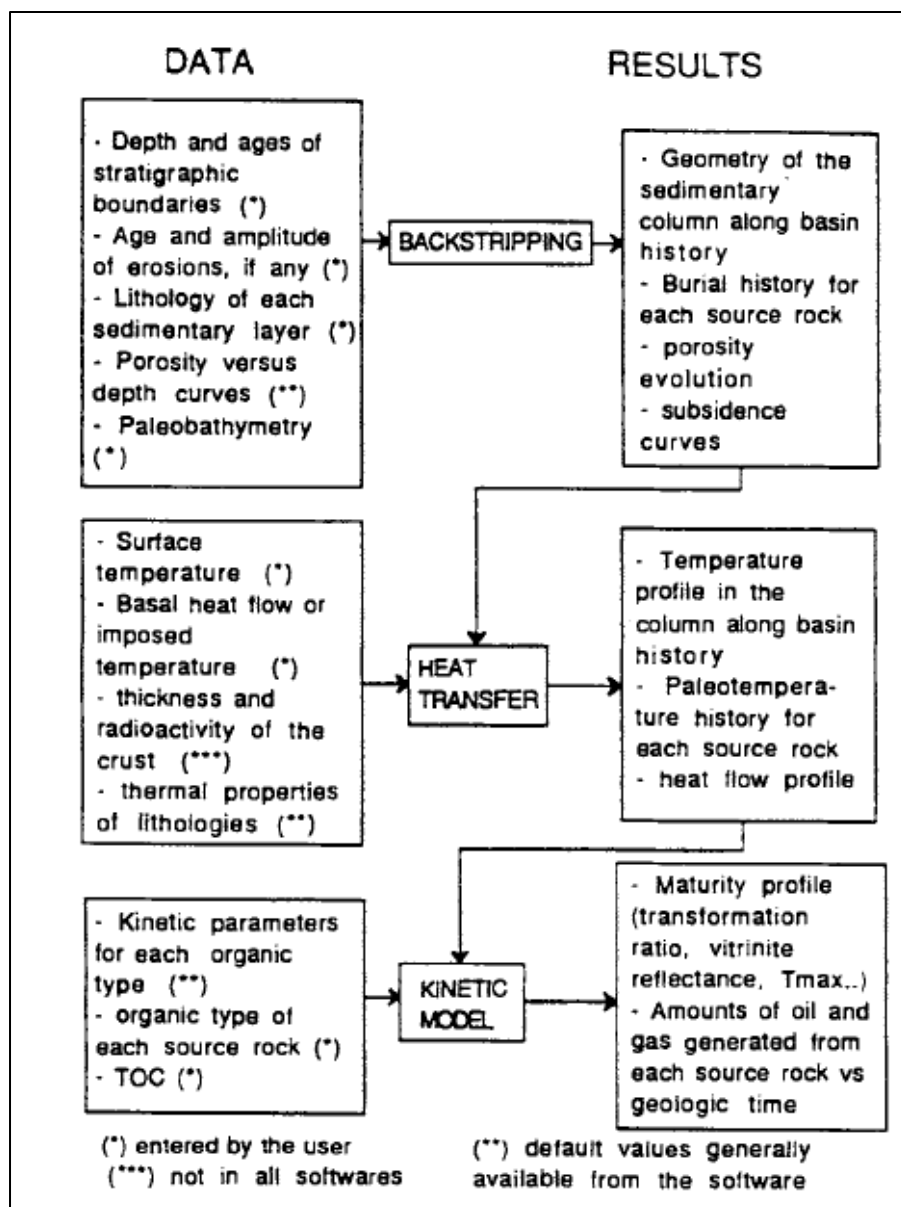 DATA
RESULTS
- Depth and ages of
stratigraphic
boundaries (*)
- Age and amplitude
of erosions, if any (*)
- Lithology of each
sedimentary layer (*)
- Porosity versus
depth curves (**)
- Paleobathymetry
(*)
BACKSTRIPPING
- Geometry of the
sedimentary
column along basin
history
- Burial history for
each source rock
- porosity
evolution
- subsidence
curves
- Surface
temperature (*)
- Basal heat flow or
imposed
temperature (*)
- thickness and
radioactivity of the
crust (***)
- thermal properties
of lithologies (**)
HEAT
TRANSFER
- Temperature
profile in the
column along basin
history
- Paleotempera-
ture history for
each source rock
- heat flow profile
- Kinetic parameters
for each organic
type (**)
- organic type of
each source rock (*)
- TOC (*)
KINETIC
MODEL
- Maturity profile
(transformation
ratio, vitrinite
reflectance, Tmax,..)
- Amounts of oil and
gas generated from
each source rock vs
geologic time
(*) entered by the user
(***) not in all softwares
(**) default values generally
available from the software